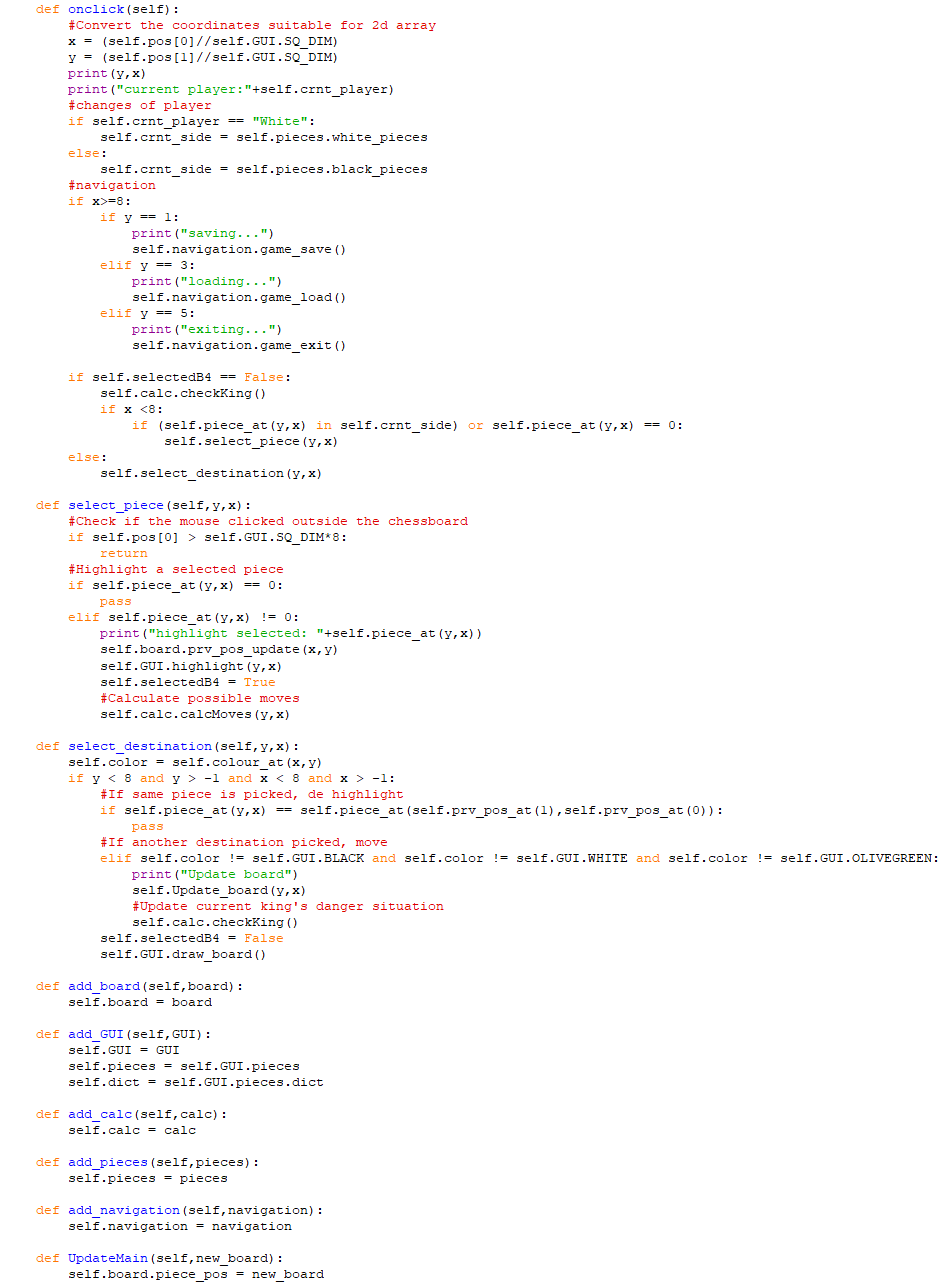 def onclick(self):
#Convert the coordinates suitable for 2d array
x = (self.pos[0]//self.GUI.SQ_DIM)
y = (self.pos[1]//self.GUI.SQ_DIM)
print(y,x)
print("current player:"+self.crnt_player)
#changes of player
if self.crnt_player == "White":
self.crnt_side = self.pieces.white_pieces
else:
self.crnt_side = self.pieces.black_pieces
#navigation
if x>=8:
if y == 1:
print("saving...")
self.navigation.game_save()
elif y == 3:
print("loading...")
self.navigation.game_load()
elif y == 5:
print("exiting...")
self.navigation.game_exit()
if self.selectedB4 == False:
self.calc.checkKing()
if x <8:
if (self.piece_at(y,x) in self.crnt_side) or self.piece_at(y,x) == 0:
self.select_piece(y,x)
else:
self.select_destination(y,x)
def select_piece(self,y,x):
#Check if the mouse clicked outside the chessboard
if self.pos[0] > self.GUI.SQ_DIM*8:
return
#Highlight a selected piece
if self.piece_at(y,x) == 0:
pass
elif self.piece_at(y,x) != 0:
print("highlight selected: "+self.piece_at(y,x))
self.board.prv_pos_update(x,y)
self.GUI.highlight(y,x)
self.selectedB4 = True
#Calculate possible moves
self.calc.calcMoves(y,x)
def select_destination(self,y,x):
self.color = self.colour_at(x,y)
if y < 8 and y > -1 and x < 8 and x > -1:
#If same piece is picked, de highlight
if self.piece_at(y,x) == self.piece_at(self.prv_pos_at(1),self.prv_pos_at(0)):
pass
#If another destination picked, move
elif self.color != self.GUI.BLACK and self.color != self.GUI.WHITE and self.color != self.GUI.OLIVEGREEN:
print("Update board")
self.Update_board(y,x)
#Update current king's danger situation
self.calc.checkKing()
self.selectedB4 = False
self.GUI.draw_board()
def add_board(self,board):
self.board = board
def add_GUI(self,GUI):
self.GUI = GUI
self.pieces = self.GUI.pieces
self.dict = self.GUI.pieces.dict
def add_calc(self,calc):
self.calc = calc
def add_pieces(self,pieces):
self.pieces = pieces
def add_navigation(self,navigation):
self.navigation = navigation
def UpdateMain(self,new_board):
self.board.piece_pos = new_board